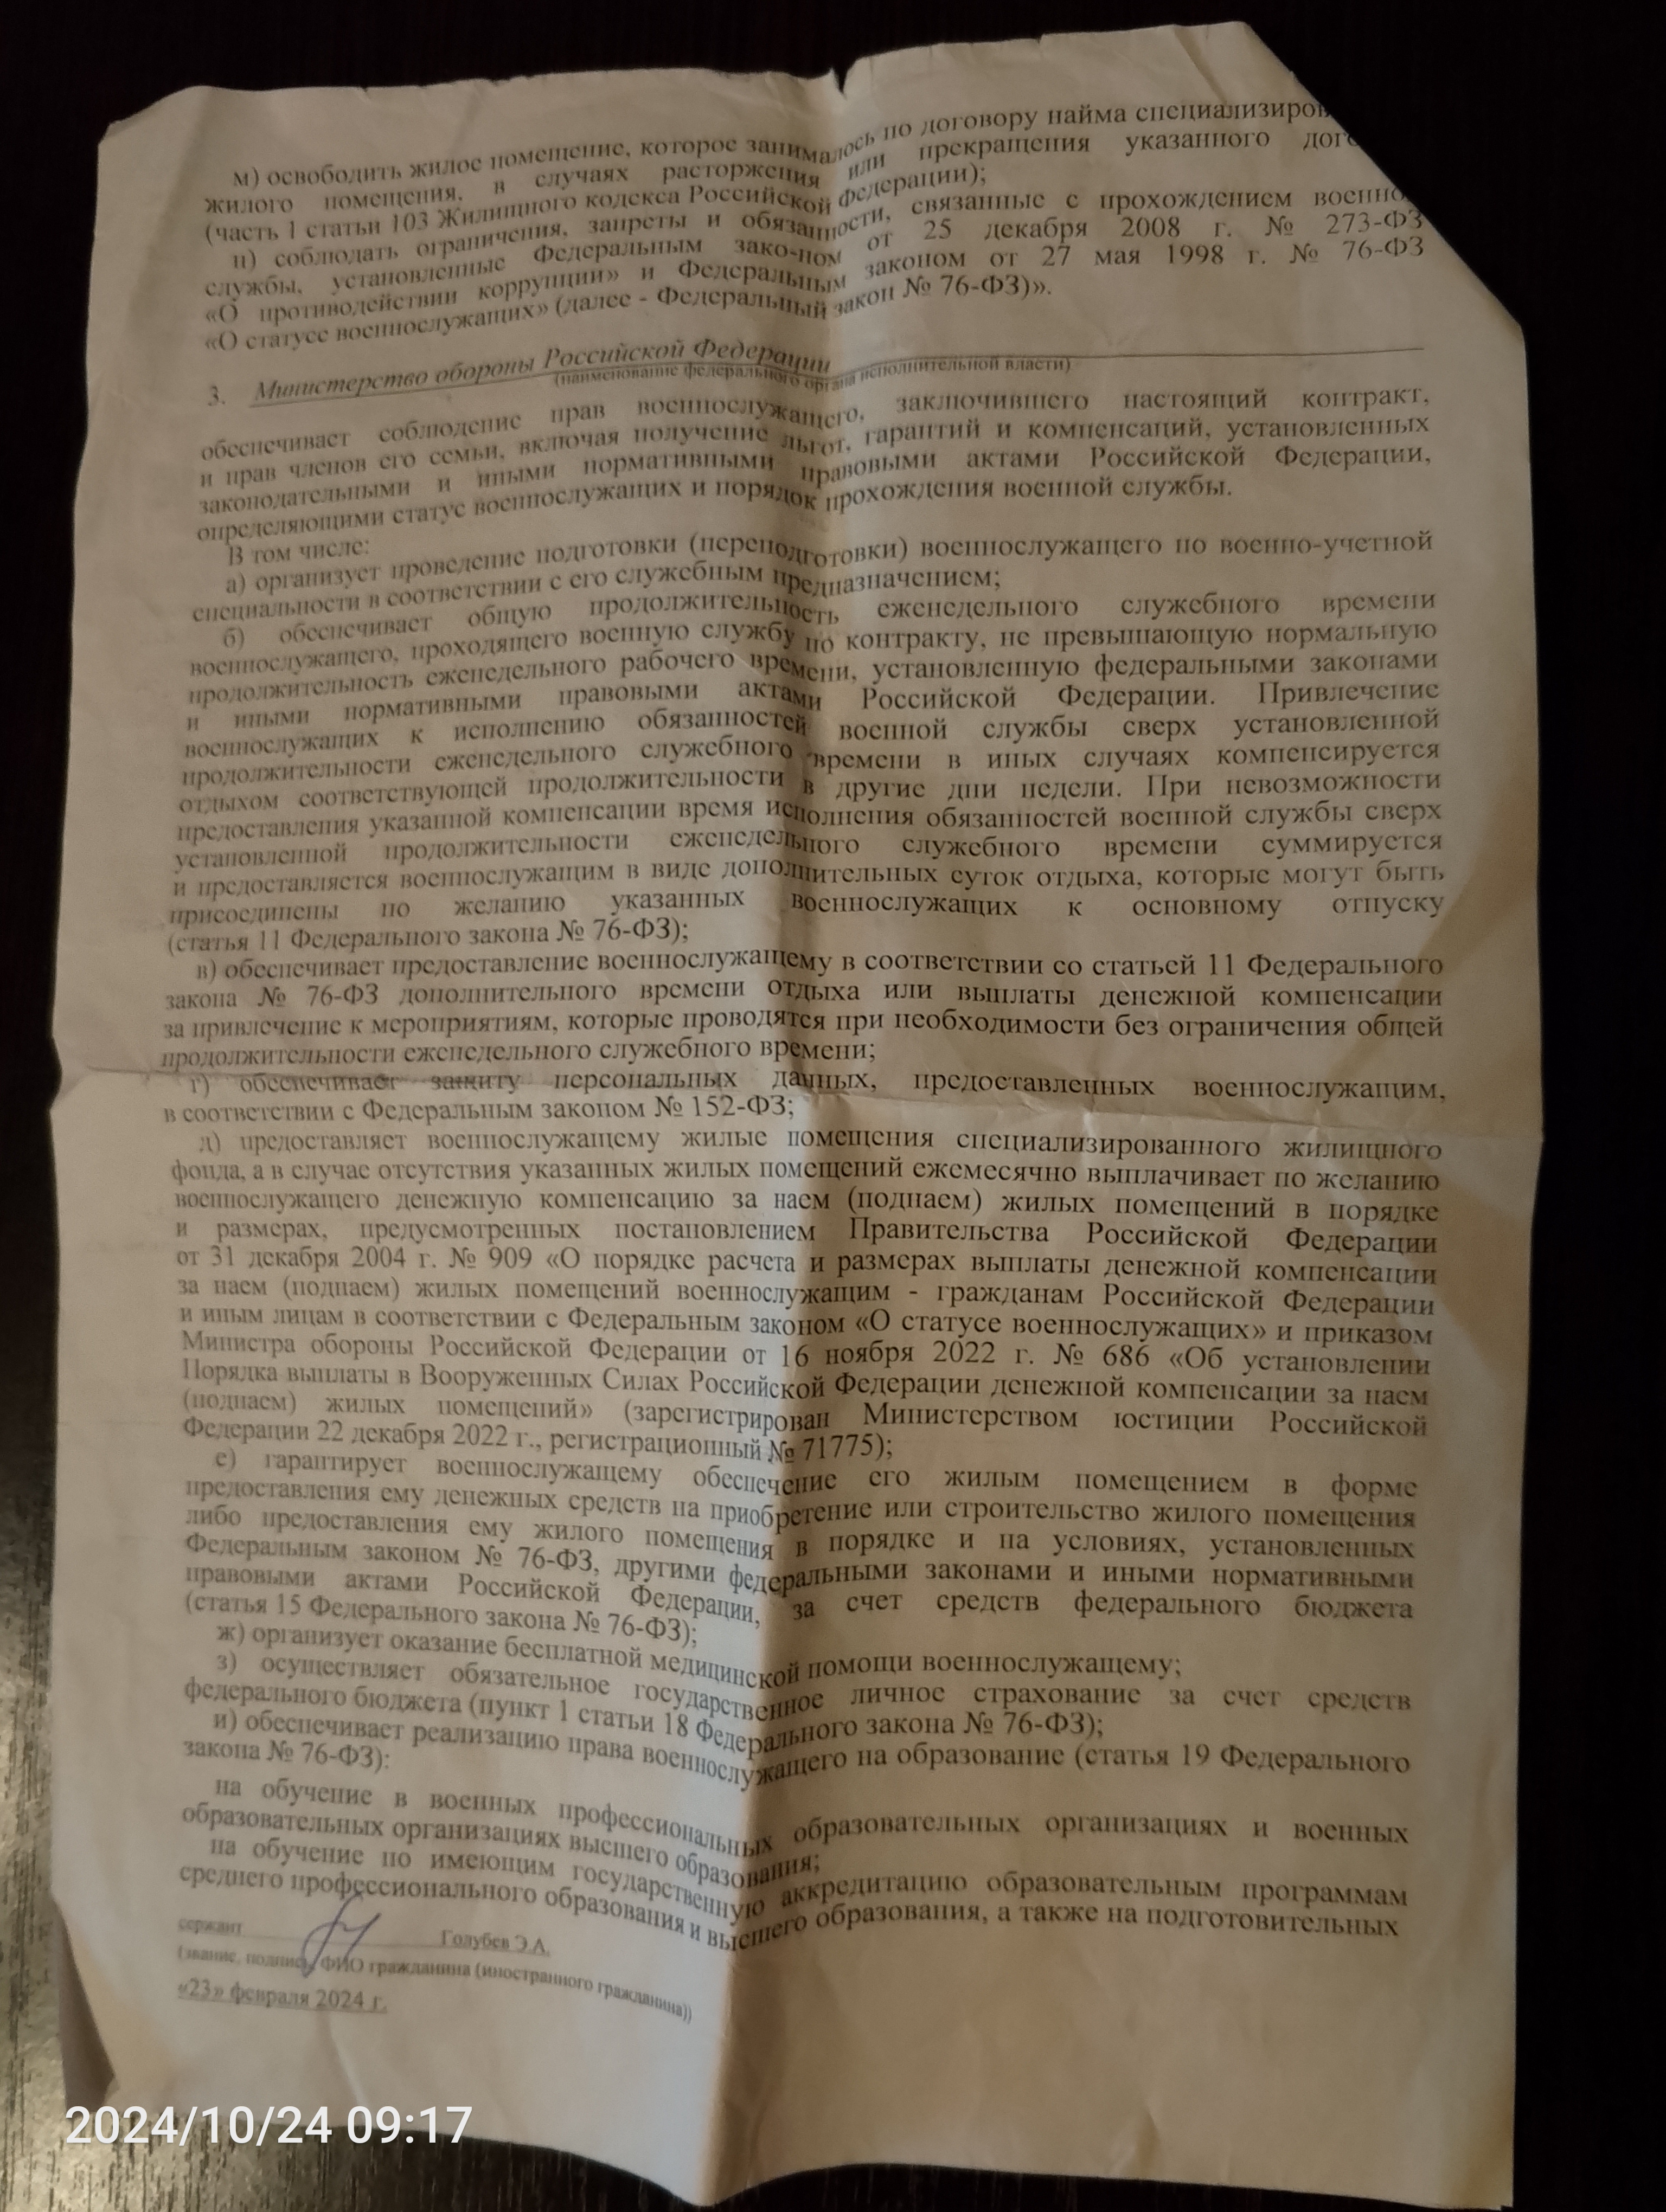 м) освободить жилое помещение, которое занималось по договору найма
жилого помещения, в случаях расторжения или прекращения указанного
(часть 1 статьи 103 Жилищного кодекса Российской Федерации);
н) соблюдать ограничения, запреты и обязанности, связанные с прохождением
службы, установленные Федеральным зако-ном от 25 декабря 2008 г. № 273-ФЗ
«О противодействии коррупции» и Федеральным законом от 27 мая 1998 г. № 76-ФЗ
«О статусе военнослужащих» (далее - Федеральный закон № 76-ФЗ)».
3. Министерство обороны Российской Федерации
(наименование федерального органа исполнительной власти)
обеспечивает соблюдение прав военнослужащего, заключившего настоящий контракт,
и прав членов его семьи, включая получение льгот, гарантий и компенсаций, установленных
законодательными и иными нормативными правовыми актами Российской Федерации,
определяющими статус военнослужащих и порядок прохождения военной службы.
В том числе:
а) организует проведение подготовки (переподготовки) военнослужащего по военно-учетной
специальности в соответствии с его служебным предназначением;
б) обеспечивает общую продолжительность еженедельного служебного времени
военнослужащего, проходящего военную службу по контракту, не превышающую нормальную
продолжительность еженедельного рабочего времени, установленную федеральными законами
и иными нормативными правовыми актами Российской Федерации. Привлечение
военнослужащих к исполнению обязанностей военной службы сверх установленной
продолжительности еженедельного служебного времени в иных случаях компенсируется
отдыхом соответствующей продолжительности в другие дни недели. При невозможности
предоставления указанной компенсации время исполнения обязанностей военной службы сверх
установленной продолжительности еженедельного служебного времени суммируется
и предоставляется военнослужащим в виде дополнительных суток отдыха, которые могут быть
присоединены по желанию указанных военнослужащих к основному отпуску
(статья 11 Федерального закона № 76-ФЗ);
в) обеспечивает предоставление военнослужащему в соответствии со статьей 11 Федерального
закона № 76-ФЗ дополнительного времени отдыха или выплаты денежной компенсации
за привлечение к мероприятиям, которые проводятся при необходимости без ограничения общей
продолжительности еженедельного служебного времени;
г) обеспечивает защиту персональных данных, предоставленных военнослужащим,
в соответствии с Федеральным законом № 152-ФЗ;
д) предоставляет военнослужащему жилые помещения специализированного жилищного
фонда, а в случае отсутствия указанных жилых помещений ежемесячно выплачивает по желанию
военнослужащего денежную компенсацию за наем (поднаем) жилых помещений в порядке
и размерах, предусмотренных постановлением Правительства Российской Федерации
от 31 декабря 2004 г. № 909 «О порядке расчета и размерах выплаты денежной компенсации
за наем (поднаем) жилых помещений военнослужащим - гражданам Российской Федерации
и иным лицам в соответствии с Федеральным законом «О статусе военнослужащих» и приказом
Министра обороны Российской Федерации от 16 ноября 2022 г. № 686 «Об установлении
Порядка выплаты в Вооруженных Силах Российской Федерации денежной компенсации за наем
(поднаем) жилых помещений» (зарегистрирован Министерством юстиции Российской
Федерации 22 декабря 2022 г., регистрационный № 71775);
е) гарантирует военнослужащему обеспечение его жилым помещением в форме
предоставления ему денежных средств на приобретение или строительство жилого помещения
либо предоставления ему жилого помещения в порядке и на условиях, установленных
Федеральным законом № 76-ФЗ, другими федеральными законами и иными нормативными
правовыми актами Российской Федерации, за счет средств федерального бюджета
(статья 15 Федерального закона № 76-ФЗ);
ж) организует оказание бесплатной медицинской помощи военнослужащему;
з) осуществляет обязательное государственное личное страхование за счет средств
федерального бюджета (пункт 1 статьи 18 Федерального закона № 76-ФЗ);
и) обеспечивает реализацию права военнослужащего на образование (статья 19 Федерального
закона № 76-ФЗ):
на обучение в военных профессиональных образовательных организациях и военных
образовательных организациях высшего образования;
на обучение по имеющим государственную аккредитацию образовательным программам
среднего профессионального образования и высшего образования, а также на подготовительных
сержант Голубев Э.А.
(звание, подпись, ФИО гражданина (иностранного гражданина))
«23» февраля 2024 г.
2024/10/24 09:17